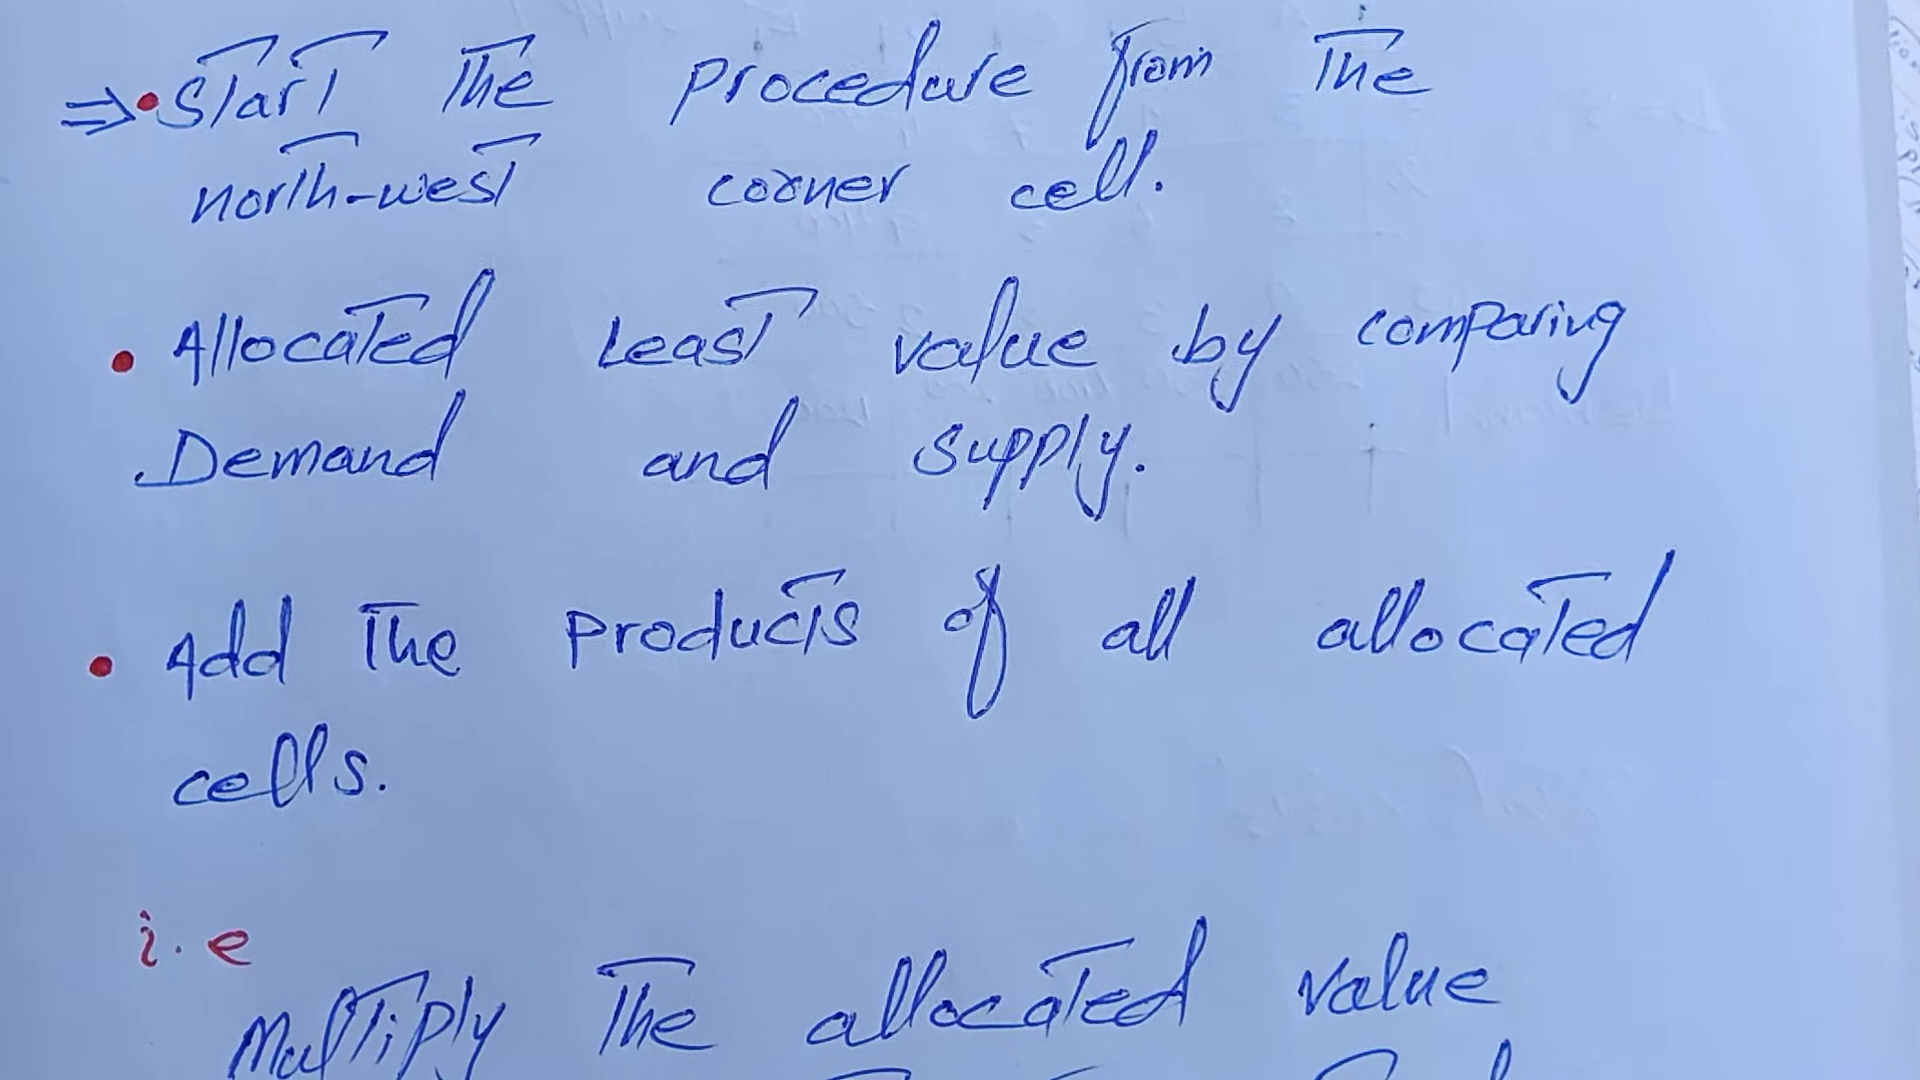 ⇒• Start The procedure from The
north-west corner cell.
• Allocated Least value by comparing
Demand and supply.
• Add The products of all allocated
cells.
i.e
Multiply The allocated value